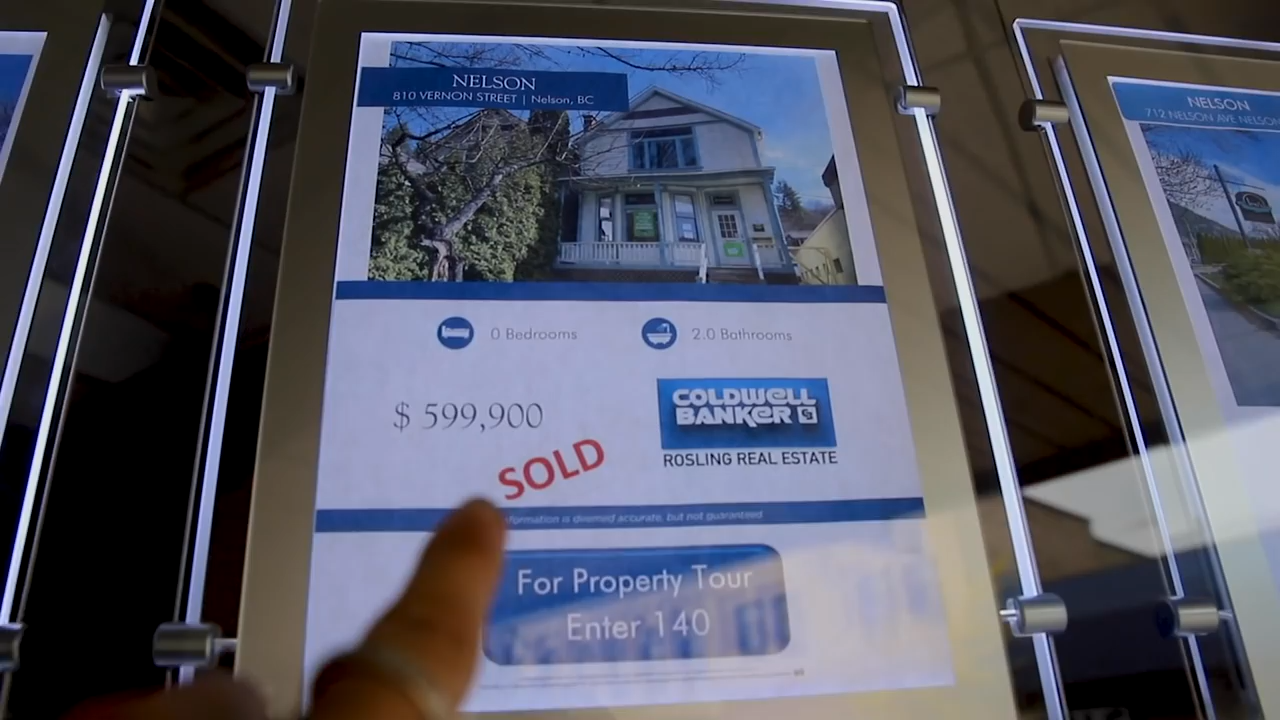 NELSON
810 VERNON STREET | Nelson, BC
0 Bedrooms
2.0 Bathrooms
$ 599,900
COLDWELL
BANKER
ROSLING REAL ESTATE
SOLD
formation is deemed accurate, but not guaranteed
For Property Tour
Enter 140
NELSON
712 NELSON AVE NELSON